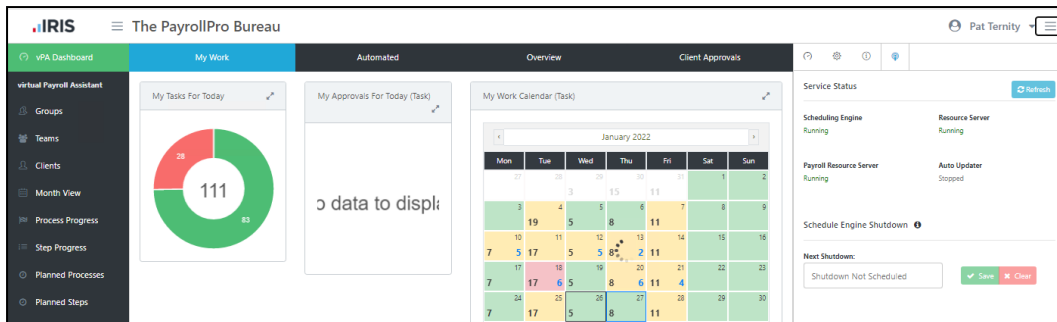 IRIS
The PayrollPro Bureau
Pat Ternity
vPA Dashboard
My Work
Automated
Overview
Client Approvals
virtual Payroll Assistant
Groups
Teams
Clients
Month View
Process Progress
Step Progress
Planned Processes
Planned Steps
My Tasks For Today
28
111
83
My Approvals For Today (Task)
o data to displa
My Work Calendar (Task)
January 2022
Mon Tue Wed Thu Fri Sat Sun
27 28 29 30 31 1 2
3 15 11
3 4 5 6 7 8 9
19 5 8 11
10 11 12 13 14 15 16
7 5 17 5 5 8 2 11
17 18 19 20 21 22 23
7 17 6 5 8 6 11 4
24 25 26 27 28 29 30
7 17 5 8 11
Service Status
Refresh
Scheduling Engine
Running
Resource Server
Running
Payroll Resource Server
Running
Auto Updater
Stopped
Schedule Engine Shutdown
Next Shutdown:
Shutdown Not Scheduled
Save
Clear